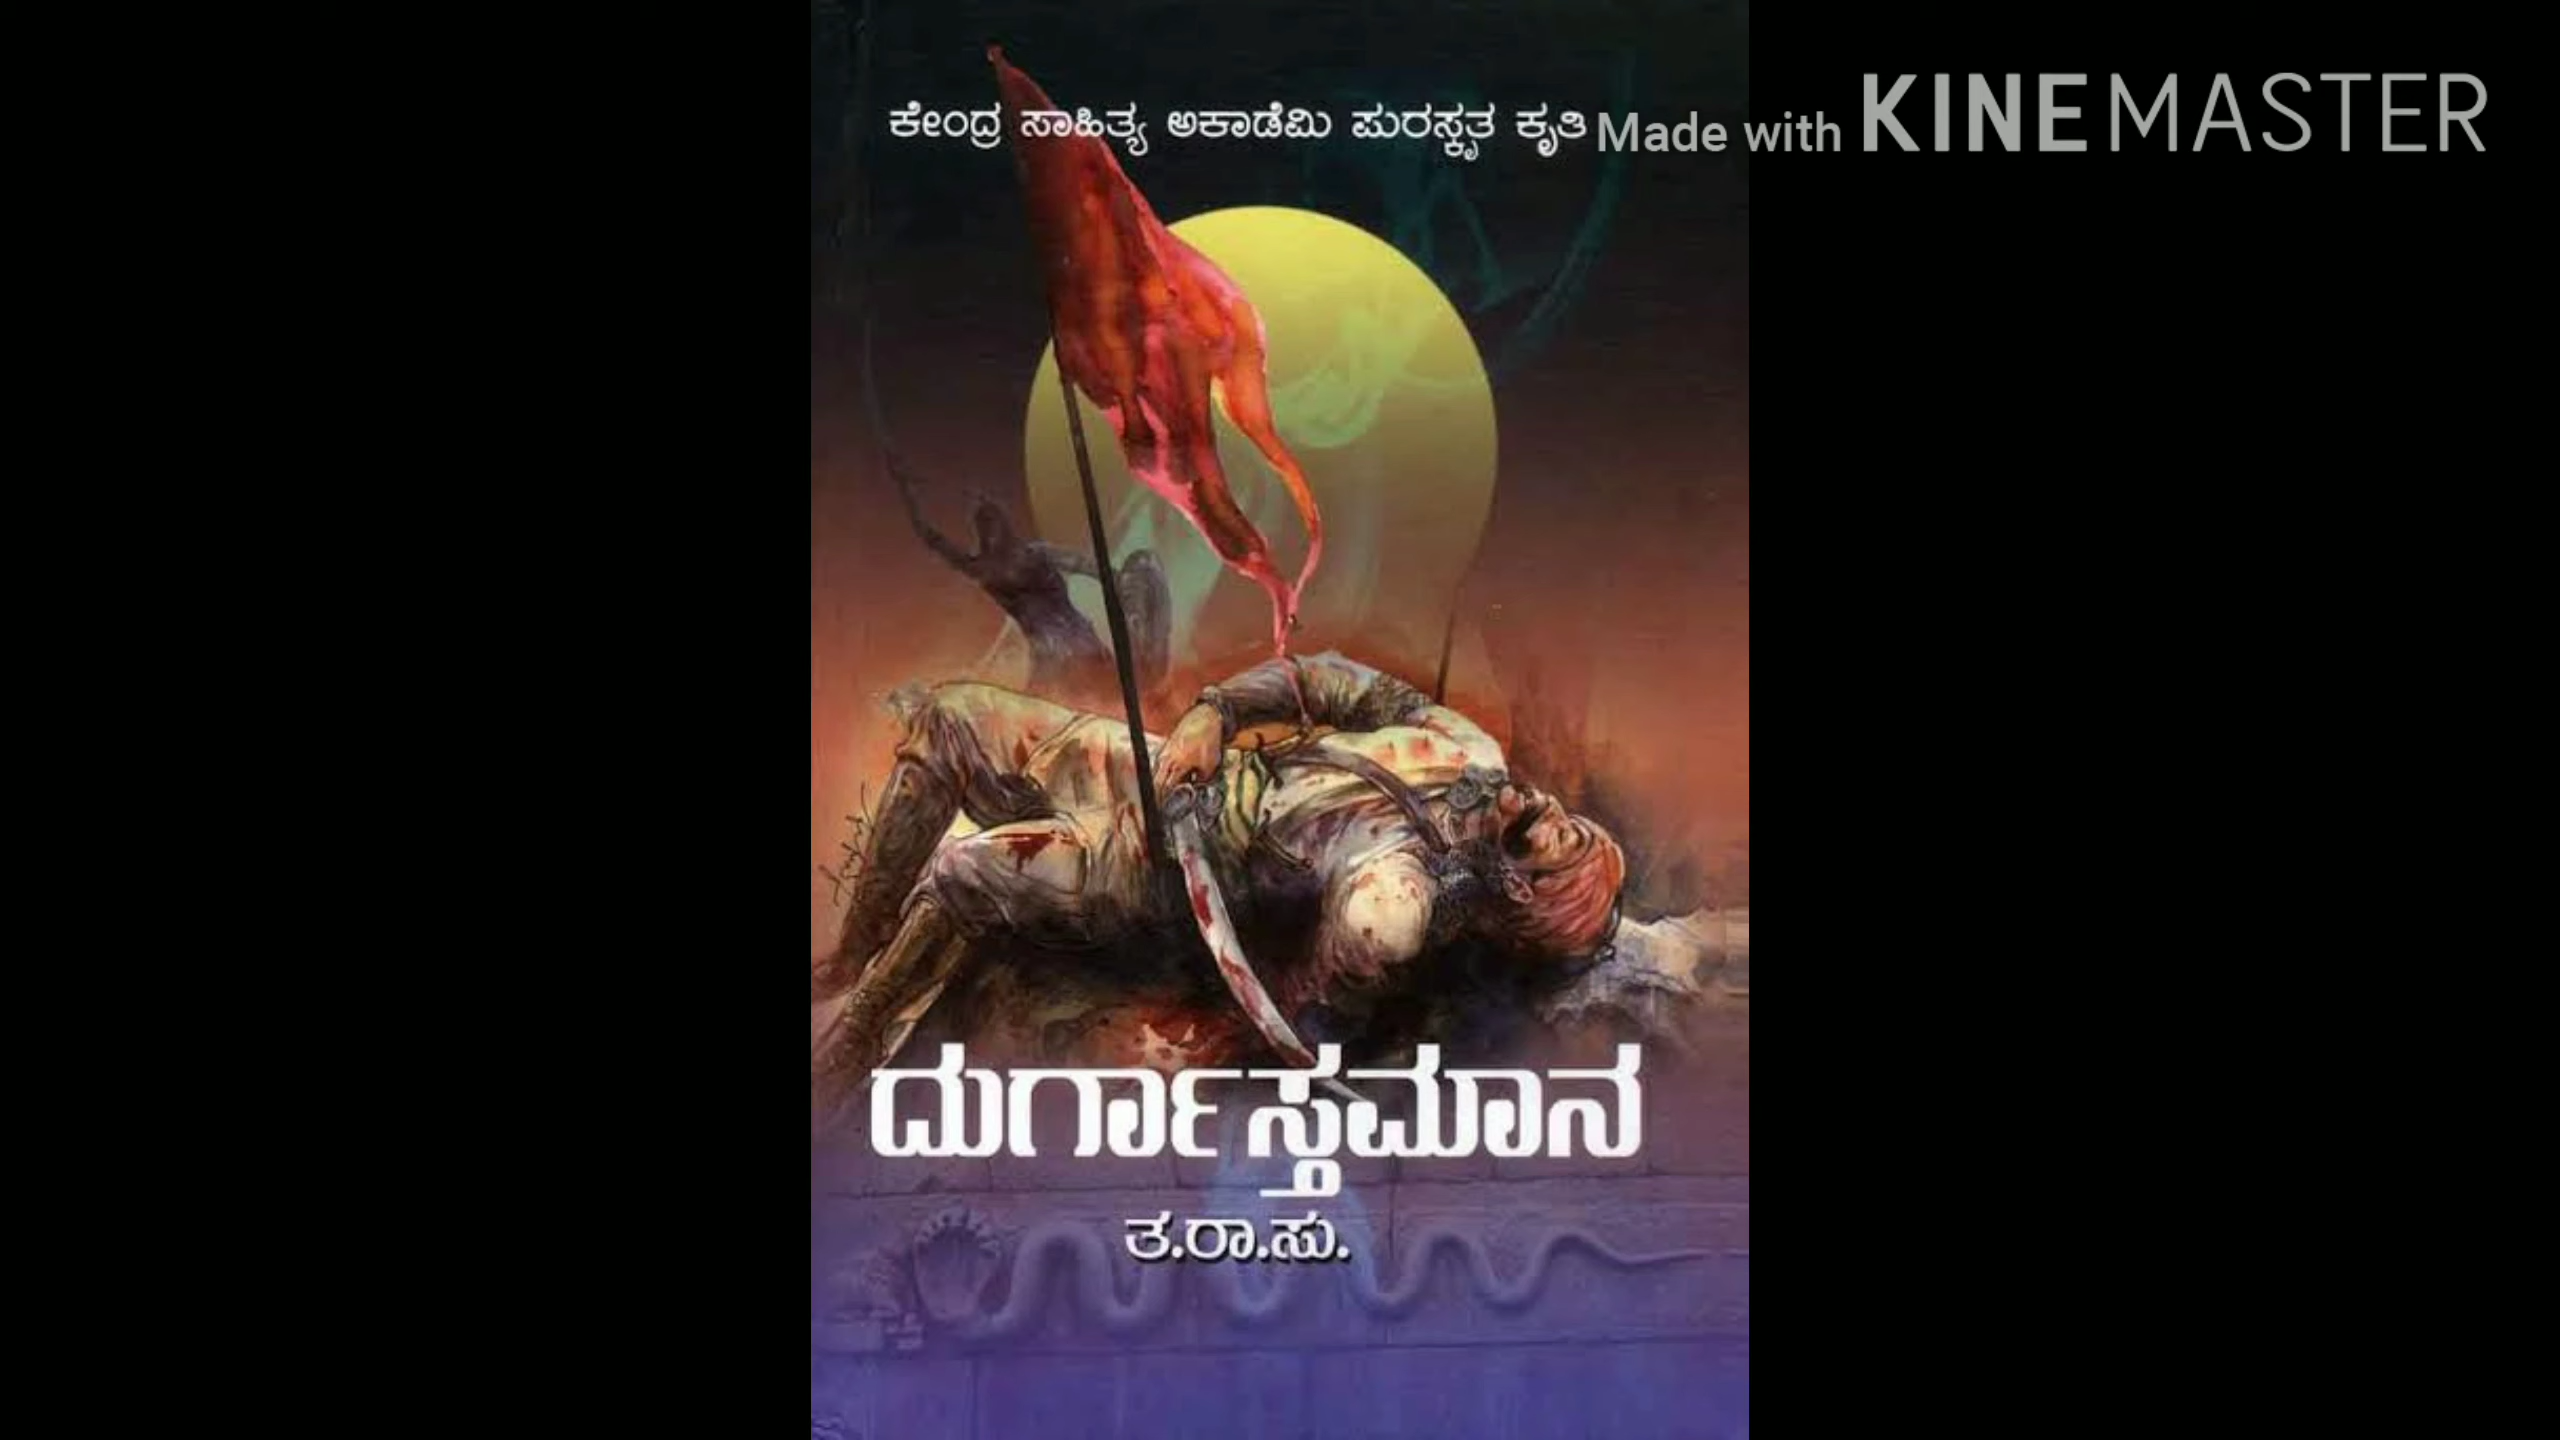 ಕೇಂದ್ರ ಸಾಹಿತ್ಯ ಅಕಾಡೆಮಿ ಪುರಸ್ಕೃತ ಕೃತಿ
Made with KINEMASTER
ದುರ್ಗಾಸ್ತಮಾನ
ತ.ರಾ.ಸು.